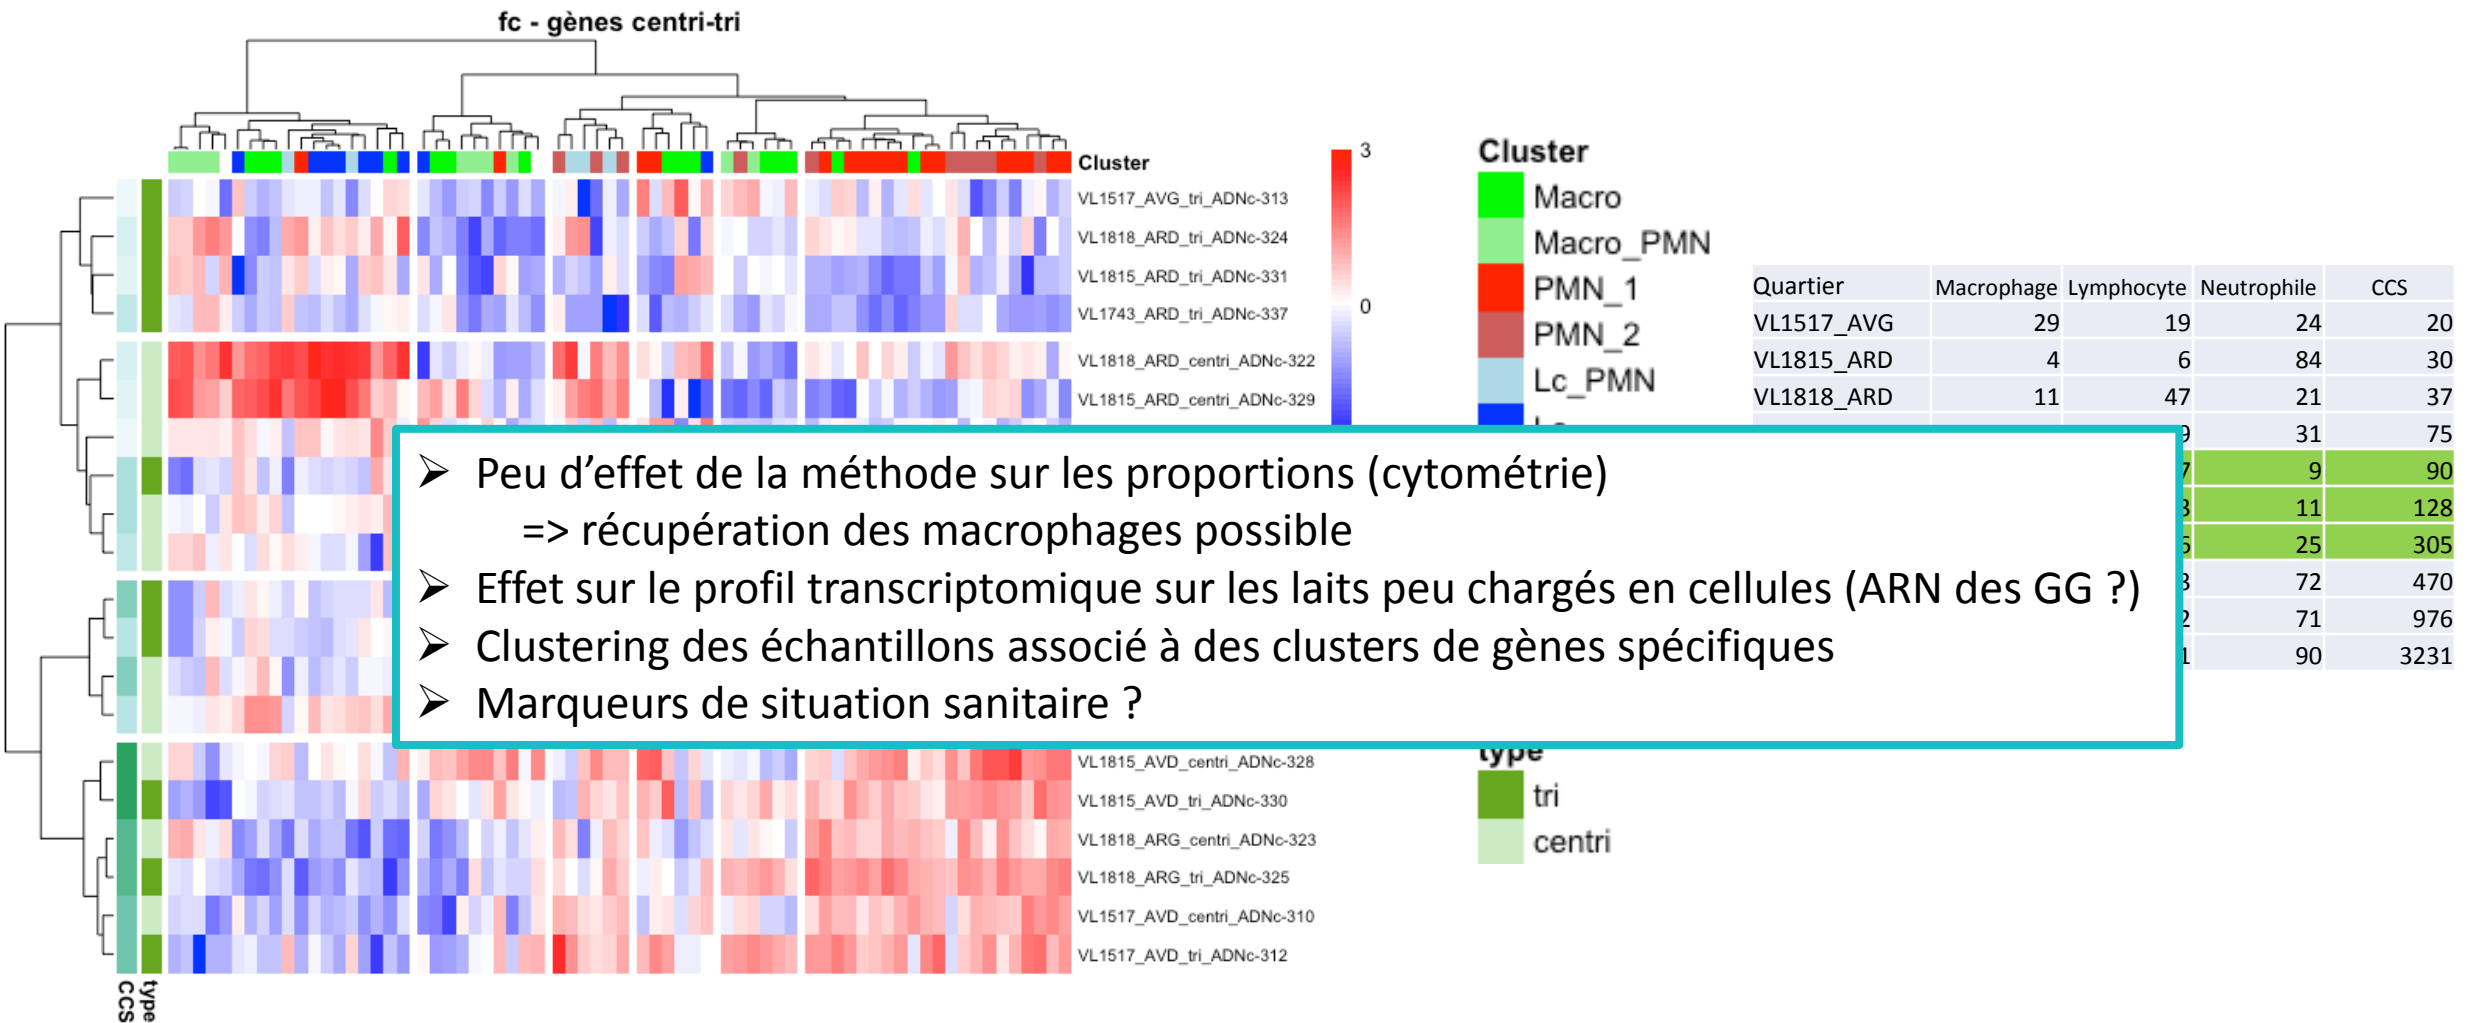 fc - gènes centri-tri
Cluster
VL1517_AVG_tri_ADNc-313
VL1818_ARD_tri_ADNc-324
VL1815_ARD_tri_ADNc-331
VL1743_ARD_tri_ADNc-337
VL1818_ARD_centri_ADNc-322
VL1815_ARD_centri_ADNc-329
3
0
Cluster
Macro
Macro_PMN
PMN_1
PMN_2
Lc_PMN
Quartier Macrophage Lymphocyte Neutrophile CCS
VL1517_AVG 29 19 24 20
VL1815_ARD 4 6 84 30
VL1818_ARD 11 47 21 37
31 75
9 90
11 128
25 305
72 470
71 976
90 3231
➢ Peu d’effet de la méthode sur les proportions (cytométrie)
=> récupération des macrophages possible
➢ Effet sur le profil transcriptomique sur les laits peu chargés en cellules (ARN des GG ?)
➢ Clustering des échantillons associé à des clusters de gènes spécifiques
➢ Marqueurs de situation sanitaire ?
VL1815_AVD_centri_ADNc-328
VL1815_AVD_tri_ADNc-330
VL1818_ARG_centri_ADNc-323
VL1818_ARG_tri_ADNc-325
VL1517_AVD_centri_ADNc-310
VL1517_AVD_tri_ADNc-312
type
tri
centri
CCS
type